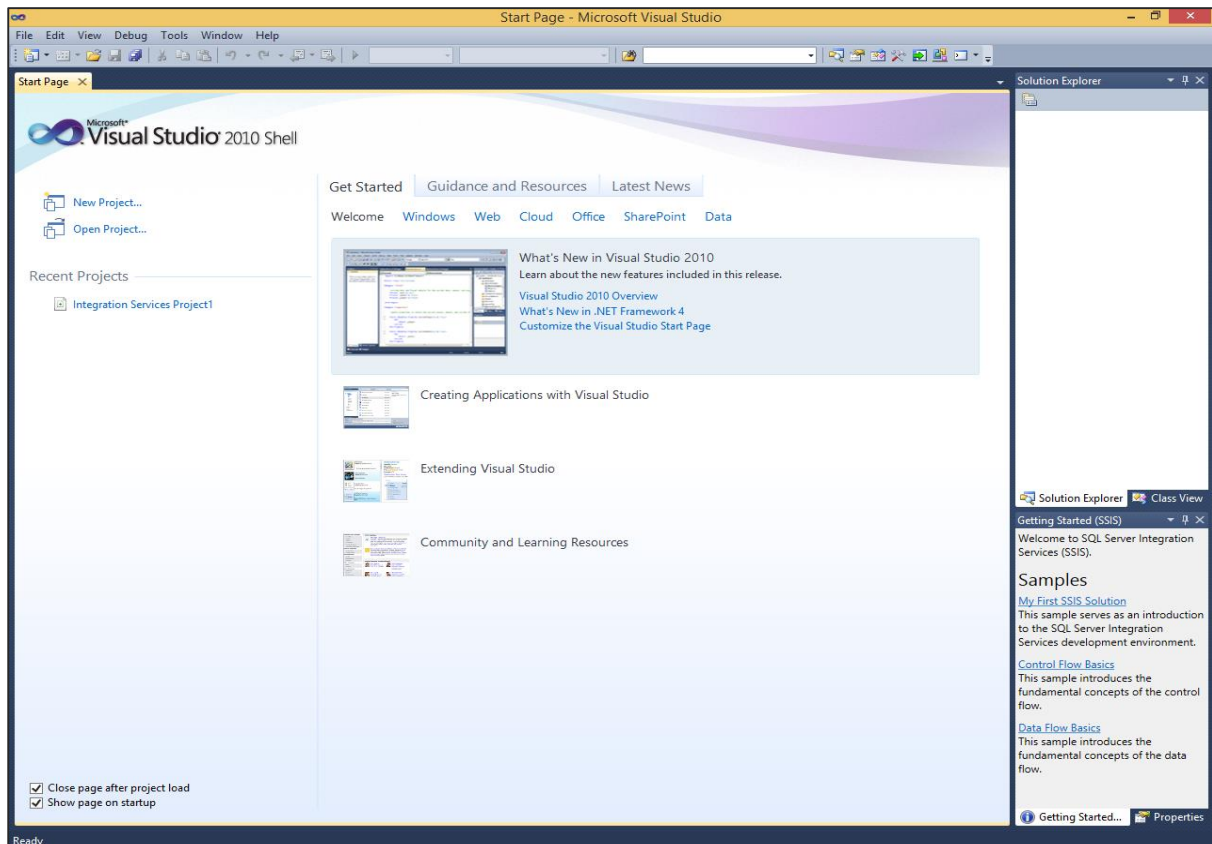 Start Page - Microsoft Visual Studio
File Edit View Debug Tools Window Help
Start Page
Microsoft®
Visual Studio® 2010 Shell
New Project...
Open Project...
Recent Projects
Integration Services Project1
Get Started Guidance and Resources Latest News
Welcome Windows Web Cloud Office SharePoint Data
What's New in Visual Studio 2010
Learn about the new features included in this release.
Visual Studio 2010 Overview
What's New in .NET Framework 4
Customize the Visual Studio Start Page
Creating Applications with Visual Studio
Extending Visual Studio
Community and Learning Resources
Close page after project load
Show page on startup
Solution Explorer
Solution Explorer Class View
Getting Started (SSIS)
Welcome to SQL Server Integration
Services (SSIS).
Samples
My First SSIS Solution
This sample serves as an introduction
to the SQL Server Integration
Services development environment.
Control Flow Basics
This sample introduces the
fundamental concepts of the control
flow.
Data Flow Basics
This sample introduces the
fundamental concepts of the data
flow.
Getting Started... Properties
Ready